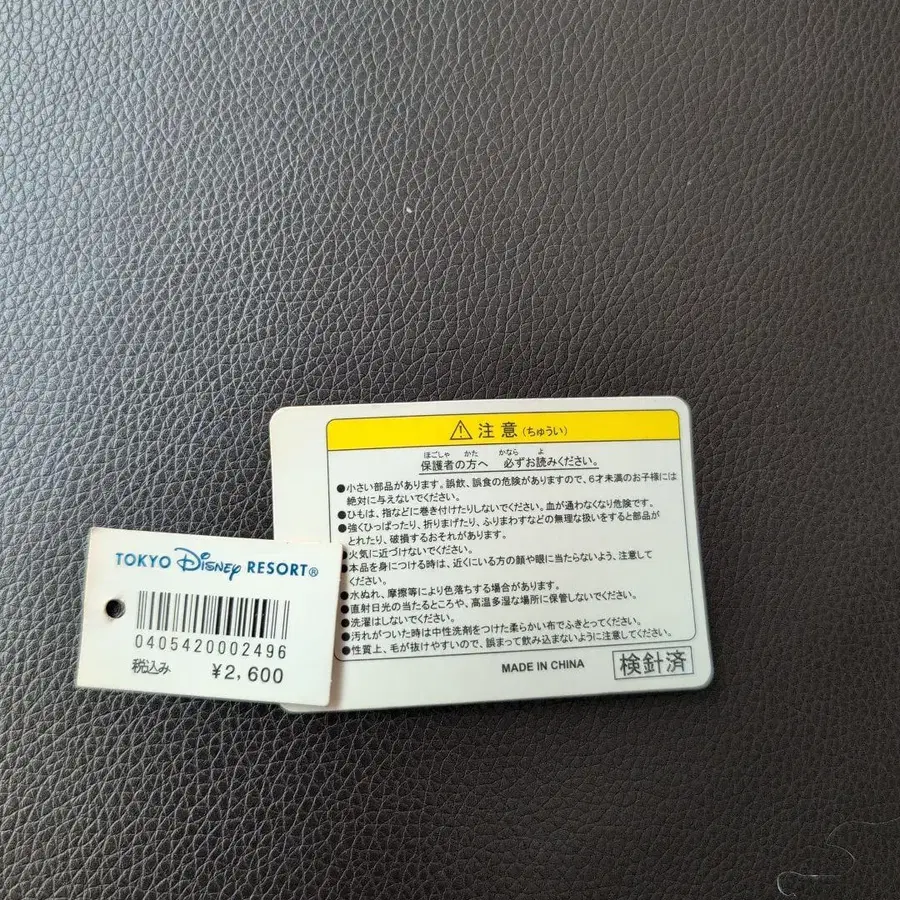 ⚠注意(ちゅうい)
ほごしゃ かた かなら よ
保護者の方へ 必ずお読みください。
●小さい部品があります。誤飲、誤食の危険がありますので、6才未満のお子様には
絶対に与えないでください。
●ひもは、指などに巻き付けたりしないでください。血が通わなくなり危険です。
●強くひっぱったり、折りまげたり、ふりまわすなどの無理な扱いをすると部品が
とれたり、破損するおそれがあります。
●火気に近づけないでください。
●本品を身につける時は、近くにいる方の顔や眼に当たらないよう、注意して
ください。
●水ぬれ、摩擦等により色落ちする場合があります。
●直射日光の当たるところや、高温多湿な場所に保管しないでください。
●洗濯はしないでください。
●汚れがついた時は中性洗剤をつけた柔らかい布でふきとってください。
●性質上、毛が抜けやすいので、誤まって飲み込まないように注意してください。
MADE IN CHINA
検針済
TOKYO Disney RESORT®
0405420002496
税込み ¥2,600